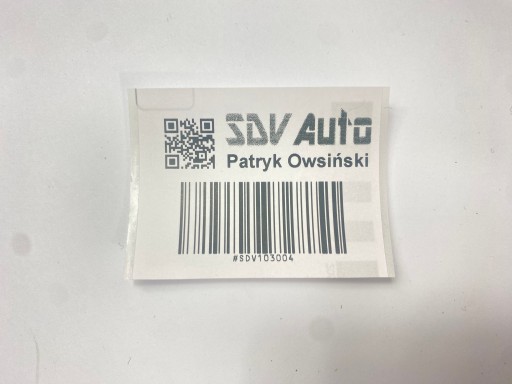 SDV Auto
Patryk Owsiński
#SDV103004